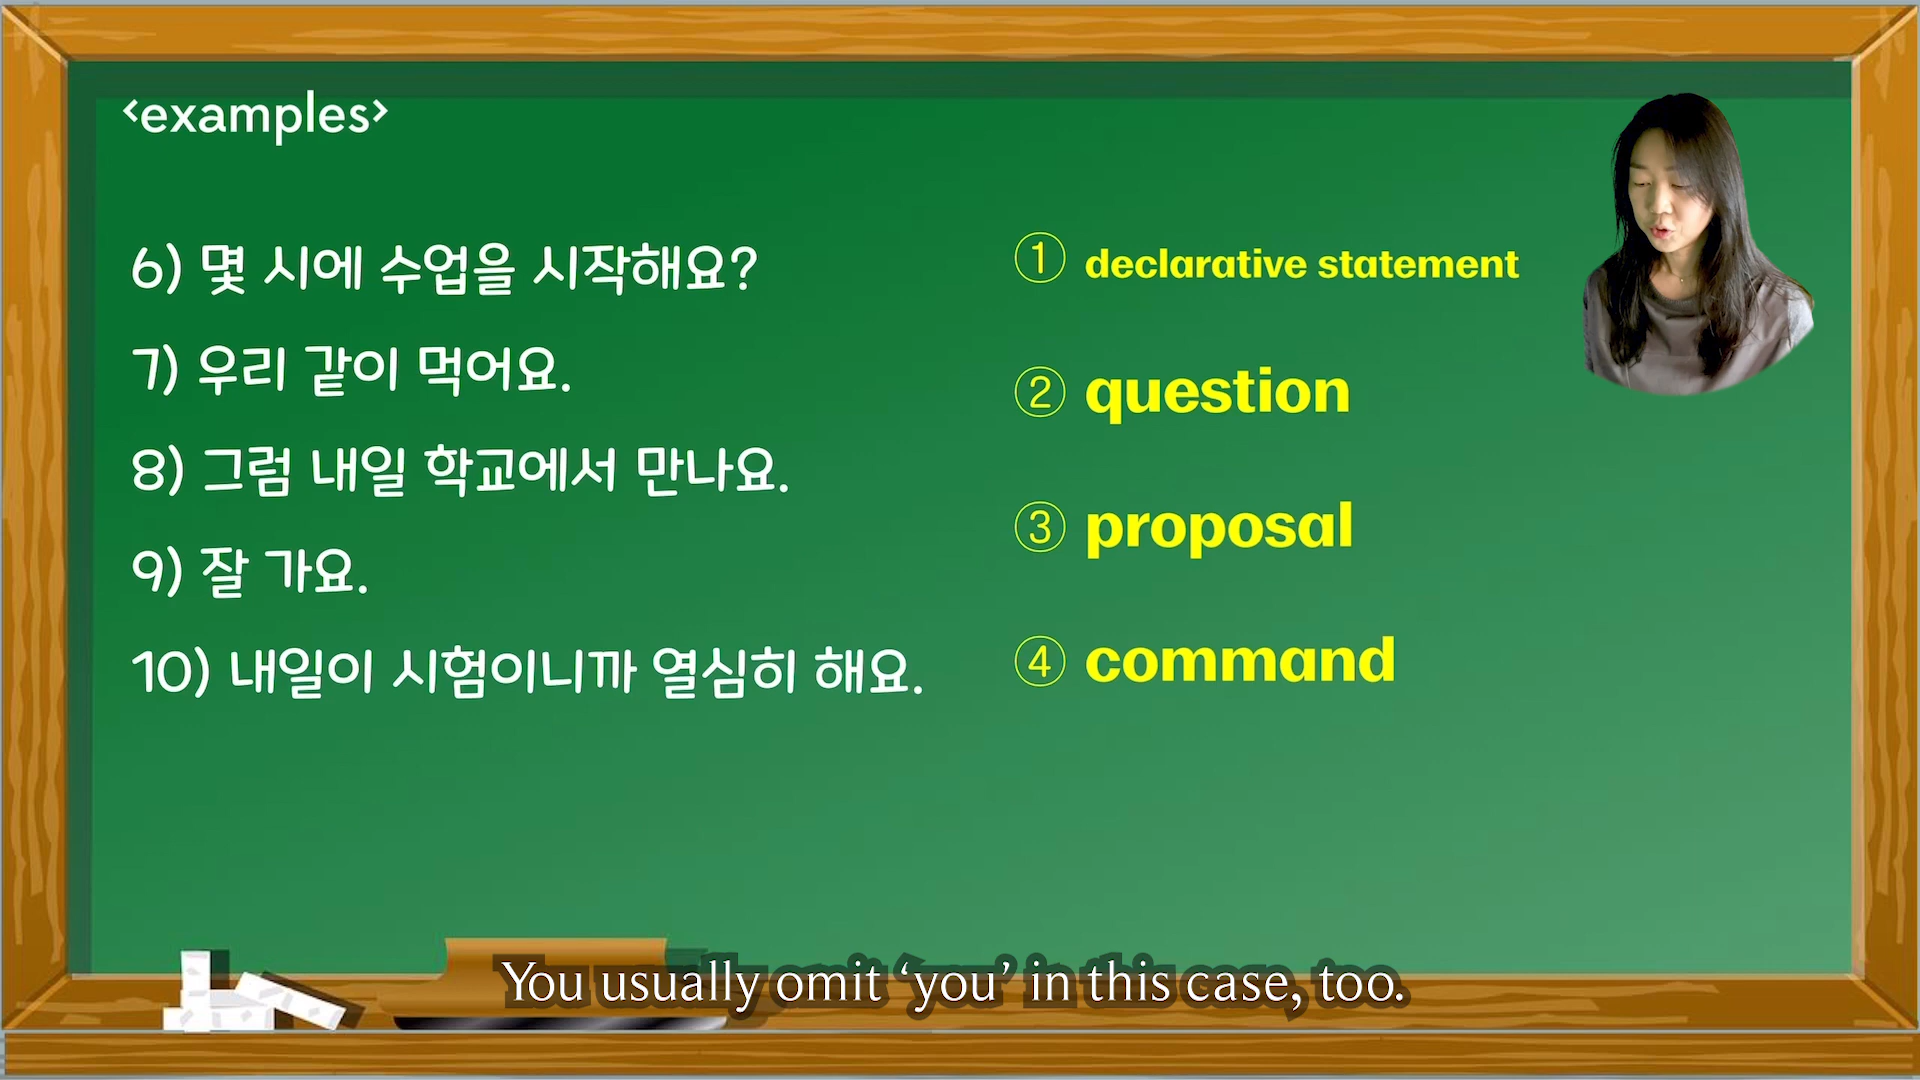 <examples>
6) 몇 시에 수업을 시작해요?
7) 우리 같이 먹어요.
8) 그럼 내일 학교에서 만나요.
9) 잘 가요.
10) 내일이 시험이니까 열심히 해요.
① declarative statement
② question
③ proposal
④ command
You usually omit ‘you’ in this case, too.